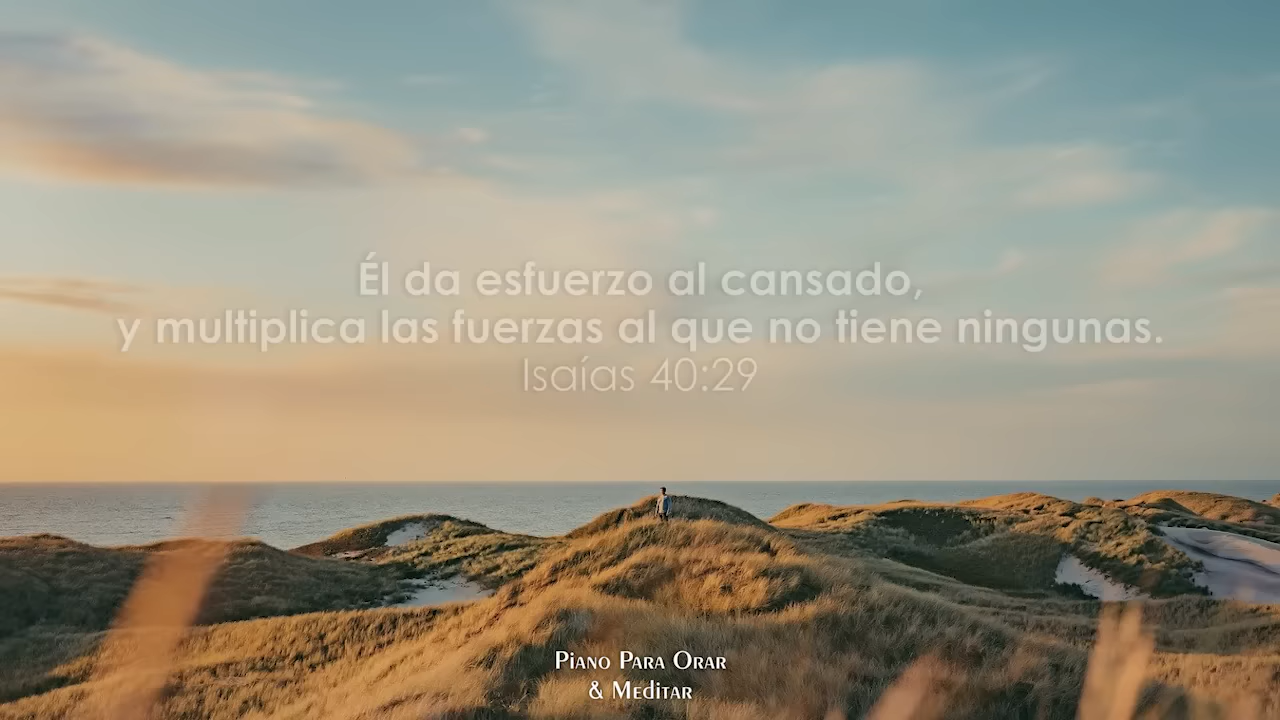 Él da esfuerzo al cansado,
y multiplica las fuerzas al que no tiene ningunas.
Isaías 40:29
Piano Para Orar
& Meditar